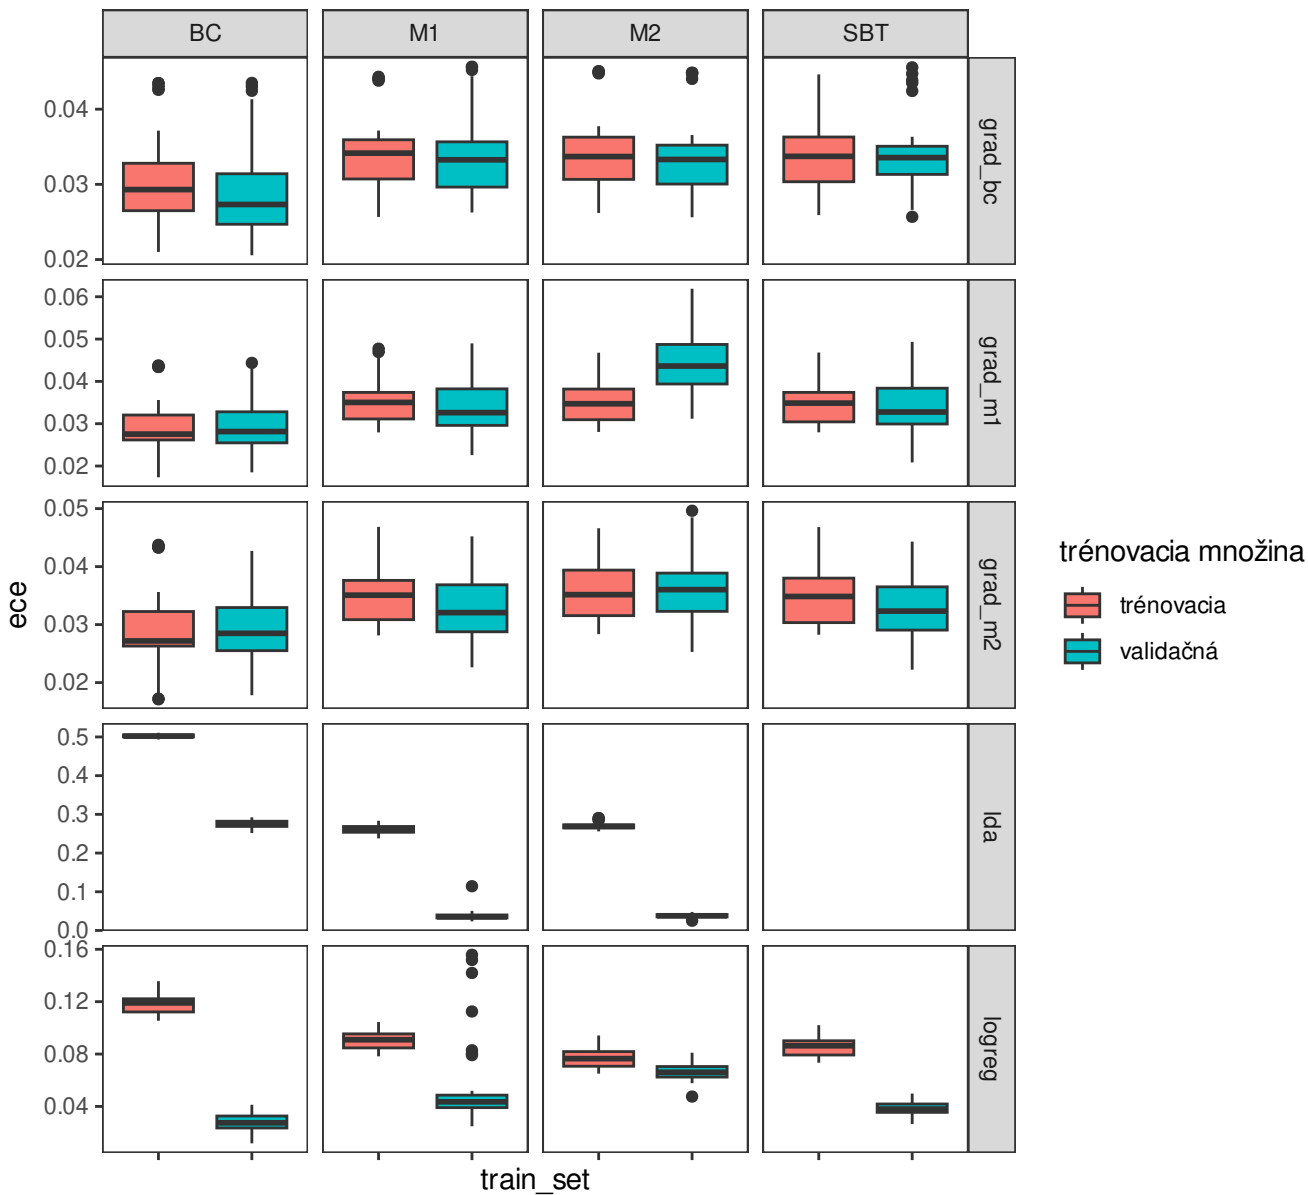 BC M1 M2 SBT
0.04
0.03
0.02
grad_bc
0.06
0.05
0.04
0.03
0.02
grad_m1
0.05
0.04
0.03
0.02
grad_m2
0.5
0.4
0.3
0.2
0.1
0.0
lda
0.16
0.12
0.08
0.04
logreg
ece
train_set
trénovacia množina
trénovacia
validačná